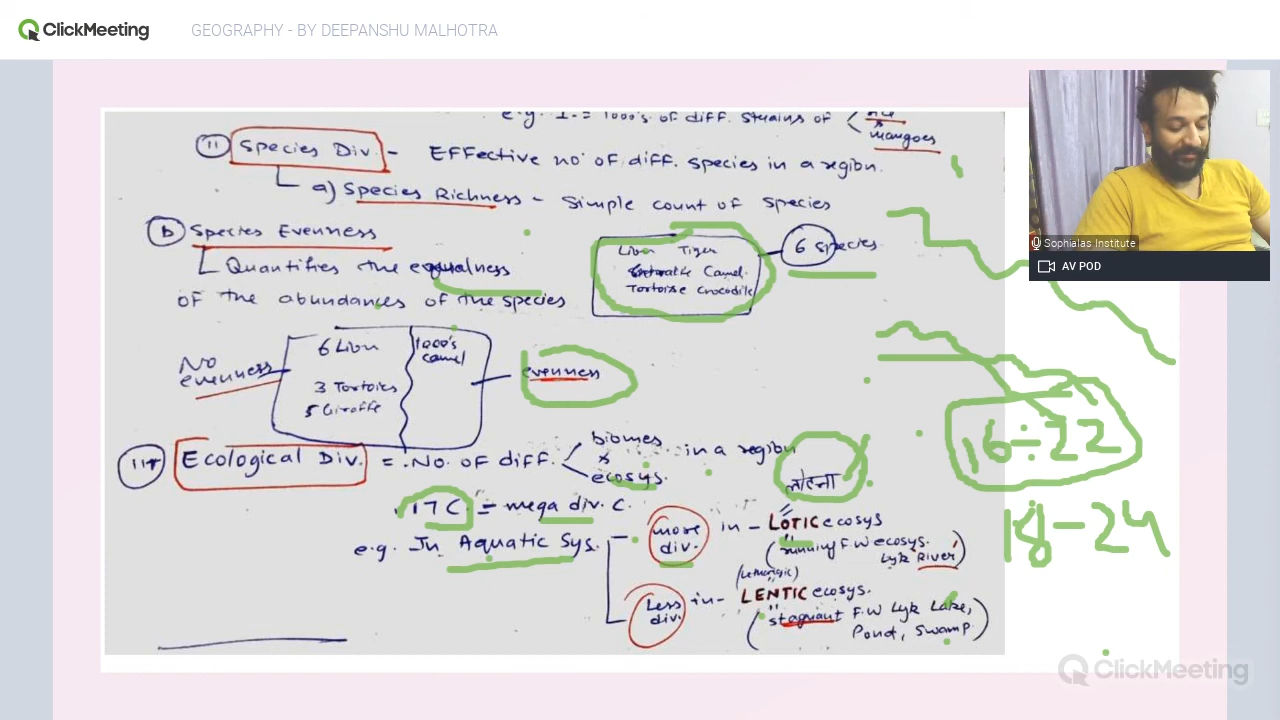 ClickMeeting
GEOGRAPHY - BY DEEPANSHU MALHOTRA
e.g. I = 1000's of diff. strains of
mangoes
(ii) Species Div. - Effective no. of diff. species in a region.
a) Species Richness - Simple count of species
(b) Species Evenness
Quantifies the equalness
of the abundances of the species
Lion Tiger
Camel
Tortoise Crocodile
6 species
No
evenness
6 Lion
3 Tortoies
5 Giraffe
1000's
camel
evenness
(iii) Ecological Div. = No. of diff. biomes
ecosys. in a region
17 C = mega div. C.
e.g. In Aquatic Sys. - more
div. in - LOTIC ecosys
(running F.W ecosys.
Lyk River)
Less
div. in - LENTIC ecosys.
(stagnant F.W Lyk Lake,
Pond, Swamp)
16÷22
18-24
Sophialas Institute
AV POD
ClickMeeting